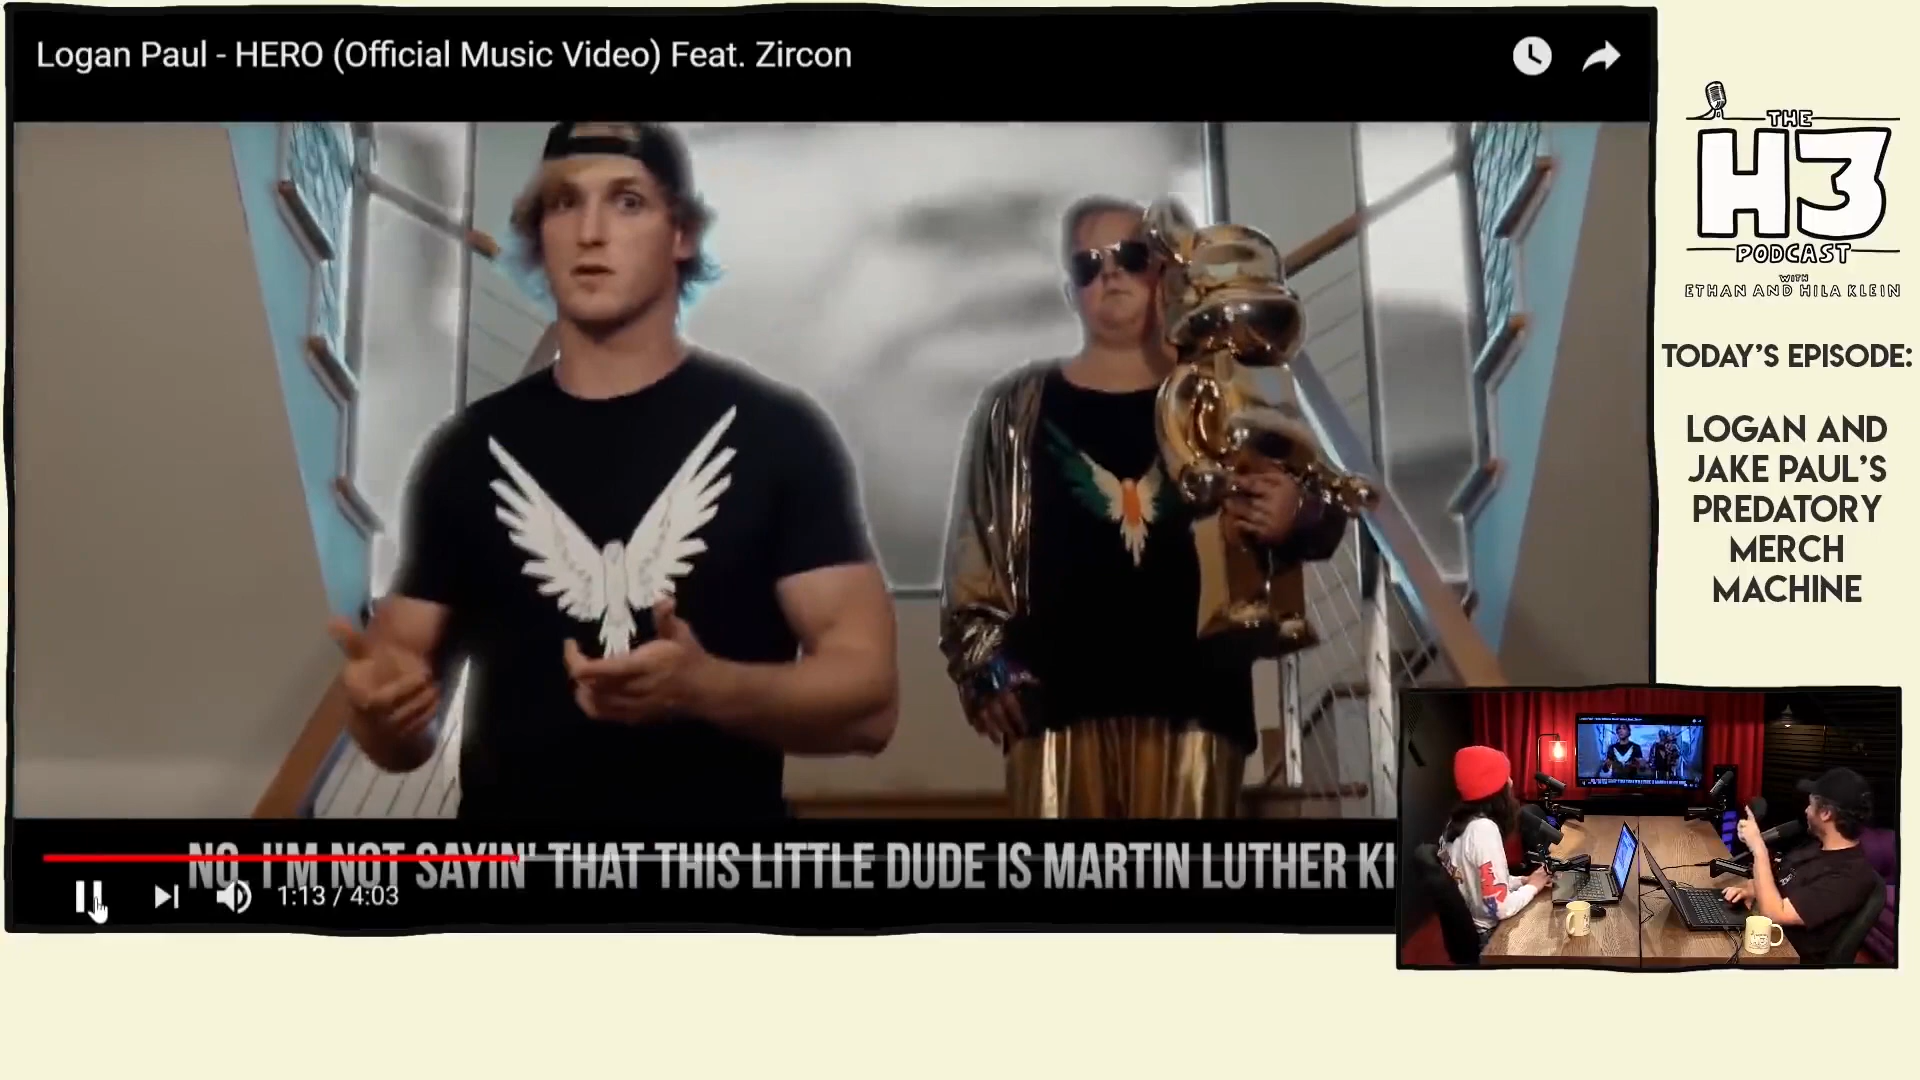 Logan Paul - HERO (Official Music Video) Feat. Zircon
NO, I'M NOT SAYIN' THAT THIS LITTLE DUDE IS MARTIN LUTHER KI
1:13 / 4:03
THE
H3
PODCAST
WITH
ETHAN AND HILA KLEIN
TODAY'S EPISODE:
LOGAN AND
JAKE PAUL'S
PREDATORY
MERCH
MACHINE